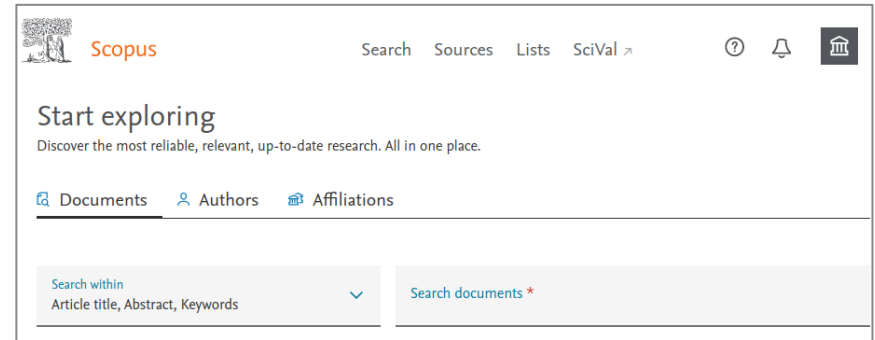 Scopus
Search Sources Lists SciVal ↗
Start exploring
Discover the most reliable, relevant, up-to-date research. All in one place.
Documents Authors Affiliations
Search within
Article title, Abstract, Keywords
Search documents *